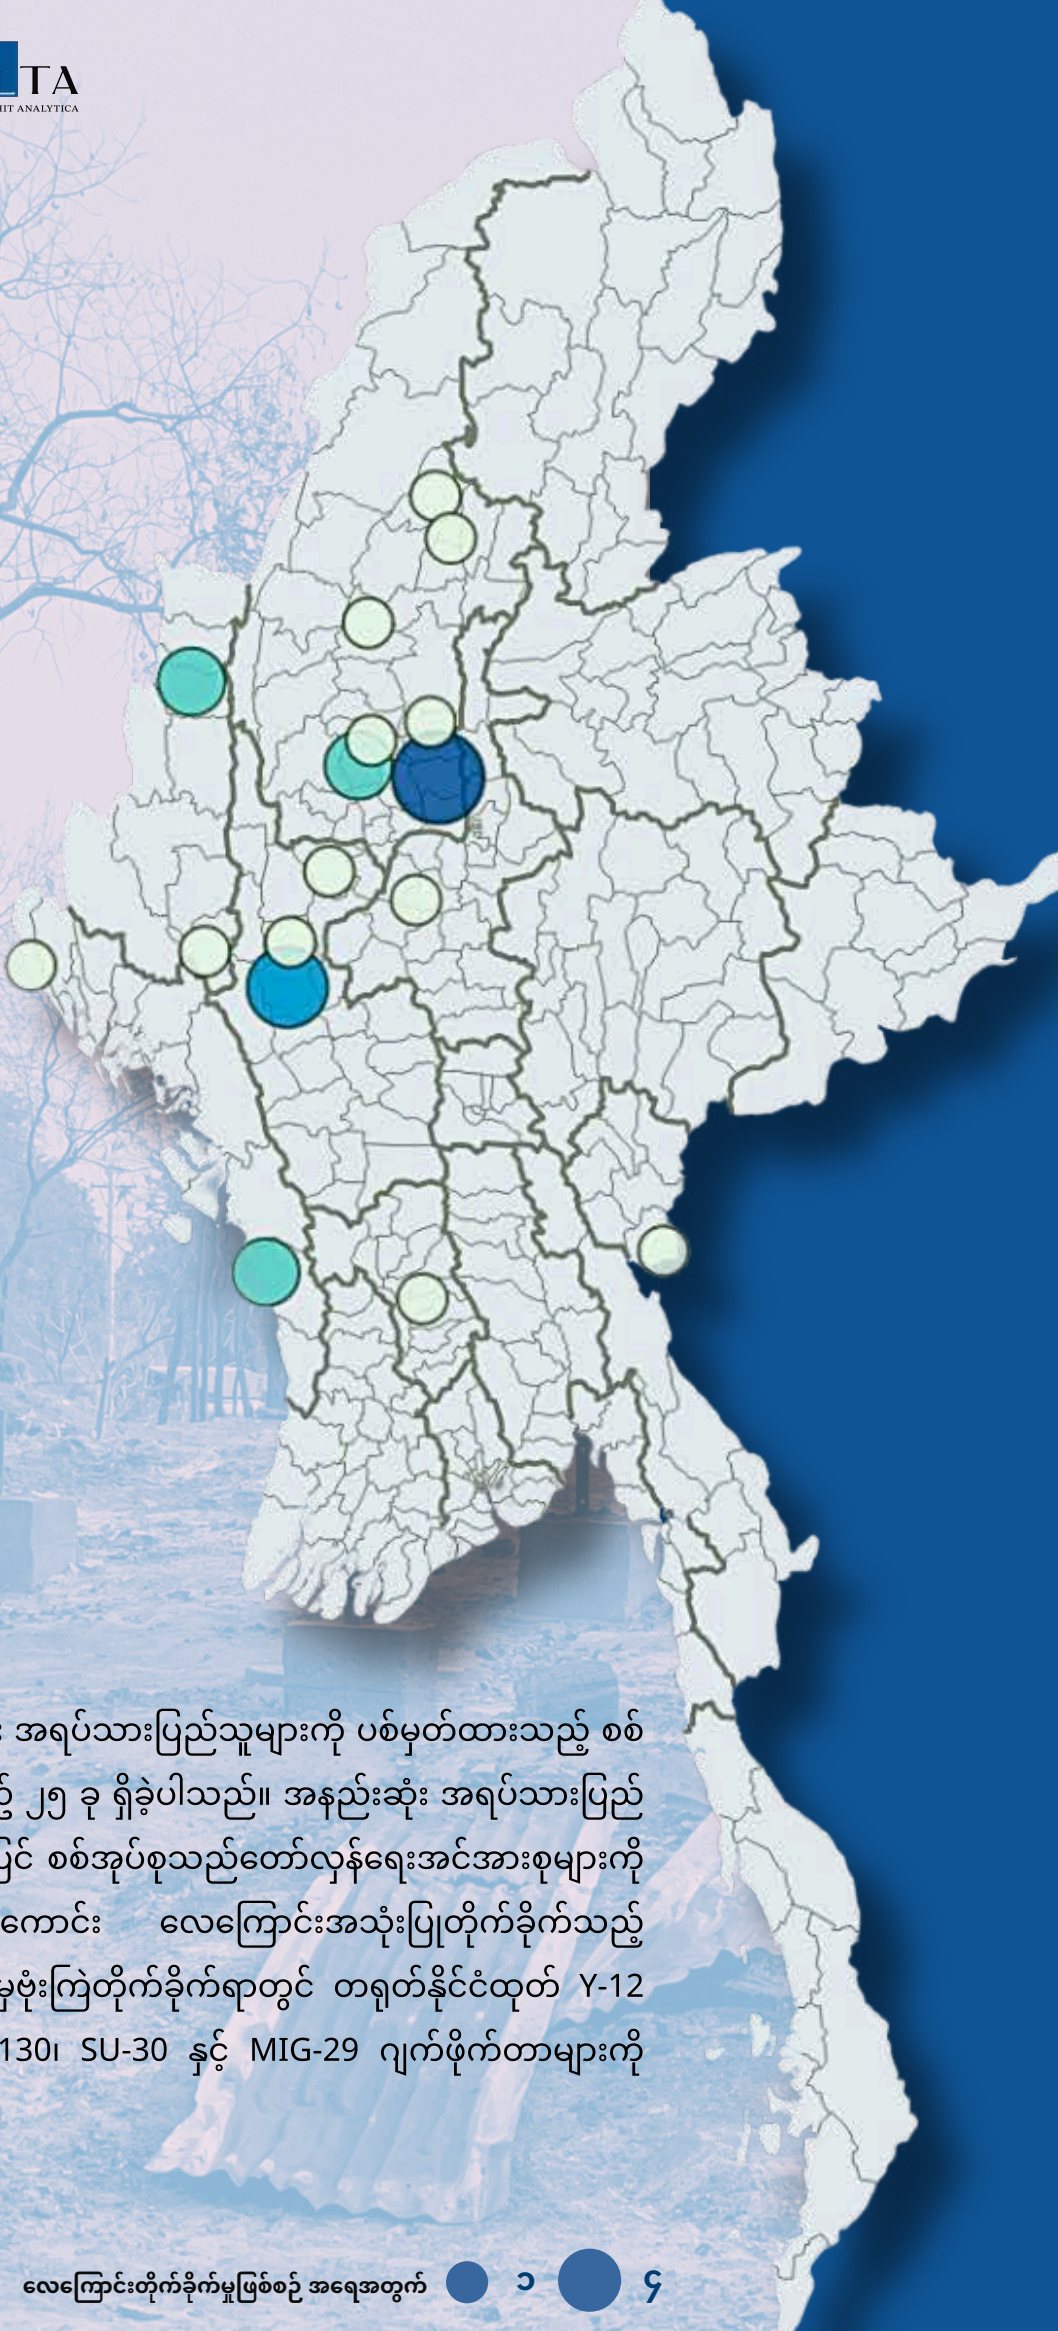 TA
HIT ANALYTICA
အရပ်သားပြည်သူများကို ပစ်မှတ်ထားသည့် စစ်
၂၅ ခု ရှိခဲ့ပါသည်။ အနည်းဆုံး အရပ်သားပြည်
စစ်အုပ်စုသည်တော်လှန်ရေးအင်အားစုများကို
ကောင်း လေကြောင်းအသုံးပြုတိုက်ခိုက်သည့်
မှဗုံးကြဲတိုက်ခိုက်ရာတွင် တရုတ်နိုင်ငံထုတ် Y-12
130၊ SU-30 နှင့် MIG-29 ဂျက်ဖိုက်တာများကို
လေကြောင်းတိုက်ခိုက်မှုဖြစ်စဉ် အရေအတွက် ၁ ၄